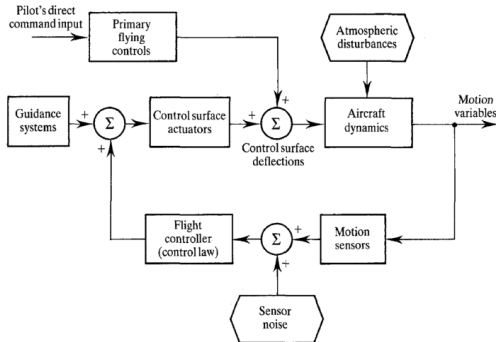 Pilot's direct
command input
Primary
flying
controls
Atmospheric
disturbances
Guidance
systems
+
Σ
+
Control surface
actuators
+
+
Σ
Control surface
deflections
Aircraft
dynamics
Motion
variables
Flight
controller
(control law)
Σ
+
+
Motion
sensors
Sensor
noise